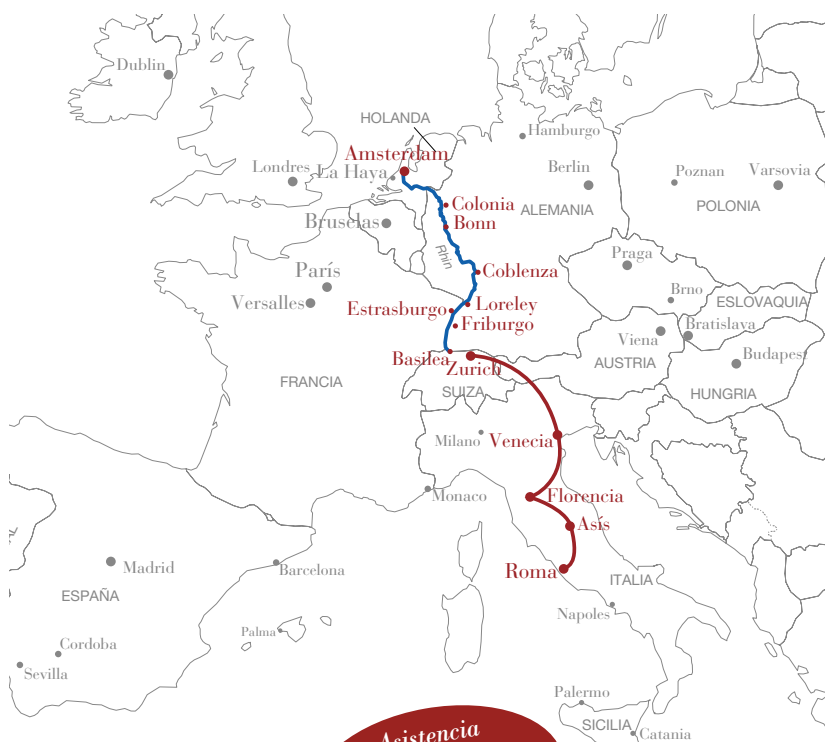 Dublin
HOLANDA
Hamburgo
Amsterdam
Londres
La Haya
Berlin
Poznan
Varsovia
Colonia
ALEMANIA
POLONIA
Bruselas
Bonn
Rhin
Praga
París
Coblenza
Brno
Versalles
ESLOVAQUIA
Estrasburgo
Loreley
Friburgo
Viena
Bratislava
Basilea
Zurich
AUSTRIA
Budapest
FRANCIA
SUIZA
HUNGRIA
Milano
Venecia
Monaco
Florencia
Asís
Madrid
Barcelona
Roma
ITALIA
ESPAÑA
Napoles
Palma
Cordoba
Sevilla
Palermo
SICILIA
Catania
Asistencia